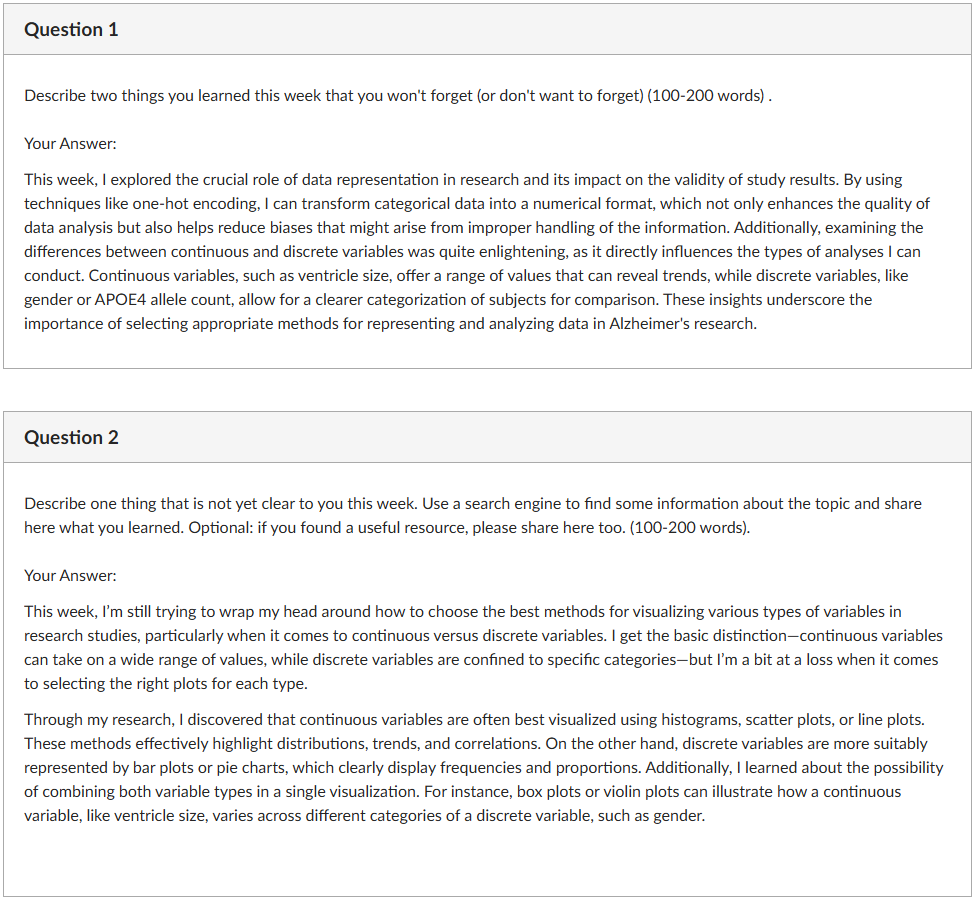 Question 1
Describe two things you learned this week that you won't forget (or don't want to forget) (100-200 words) .
Your Answer:
This week, I explored the crucial role of data representation in research and its impact on the validity of study results. By using
techniques like one-hot encoding, I can transform categorical data into a numerical format, which not only enhances the quality of
data analysis but also helps reduce biases that might arise from improper handling of the information. Additionally, examining the
differences between continuous and discrete variables was quite enlightening, as it directly influences the types of analyses I can
conduct. Continuous variables, such as ventricle size, offer a range of values that can reveal trends, while discrete variables, like
gender or APOE4 allele count, allow for a clearer categorization of subjects for comparison. These insights underscore the
importance of selecting appropriate methods for representing and analyzing data in Alzheimer's research.
Question 2
Describe one thing that is not yet clear to you this week. Use a search engine to find some information about the topic and share
here what you learned. Optional: if you found a useful resource, please share here too. (100-200 words).
Your Answer:
This week, I’m still trying to wrap my head around how to choose the best methods for visualizing various types of variables in
research studies, particularly when it comes to continuous versus discrete variables. I get the basic distinction—continuous variables
can take on a wide range of values, while discrete variables are confined to specific categories—but I’m a bit at a loss when it comes
to selecting the right plots for each type.
Through my research, I discovered that continuous variables are often best visualized using histograms, scatter plots, or line plots.
These methods effectively highlight distributions, trends, and correlations. On the other hand, discrete variables are more suitably
represented by bar plots or pie charts, which clearly display frequencies and proportions. Additionally, I learned about the possibility
of combining both variable types in a single visualization. For instance, box plots or violin plots can illustrate how a continuous
variable, like ventricle size, varies across different categories of a discrete variable, such as gender.